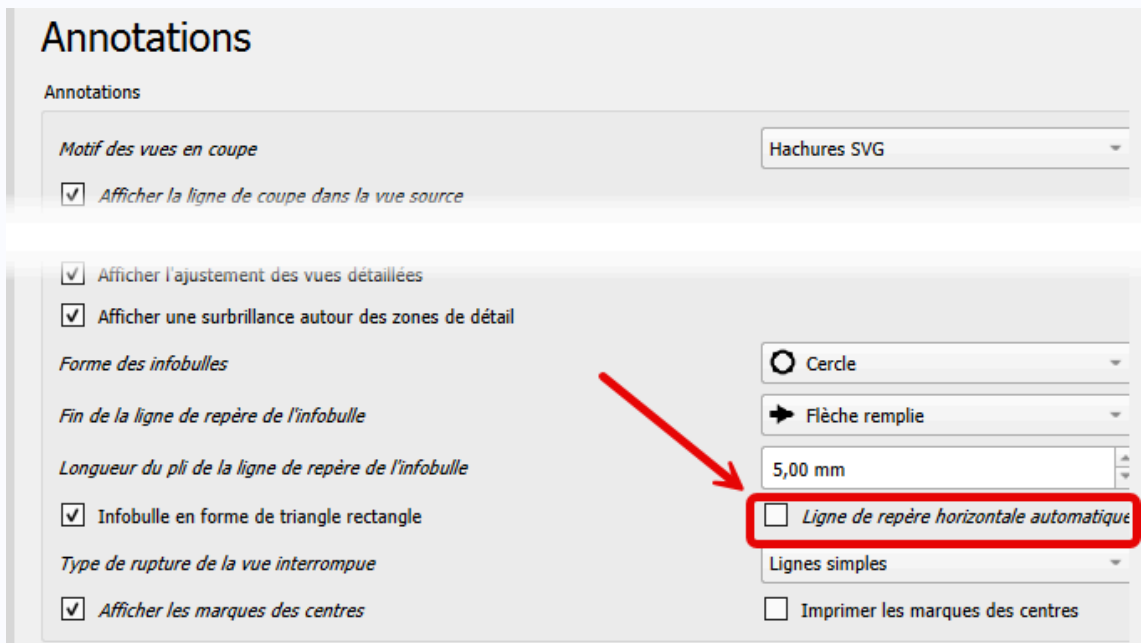 Annotations
Annotations
Motif des vues en coupe Hachures SVG
Afficher la ligne de coupe dans la vue source
Afficher l'ajustement des vues détaillées
Afficher une surbrillance autour des zones de détail
Forme des infobulles Cercle
Fin de la ligne de repère de l'infobulle Flèche remplie
Longueur du pli de la ligne de repère de l'infobulle 5,00 mm
Infobulle en forme de triangle rectangle Ligne de repère horizontale automatique
Type de rupture de la vue interrompue Lignes simples
Afficher les marques des centres Imprimer les marques des centres